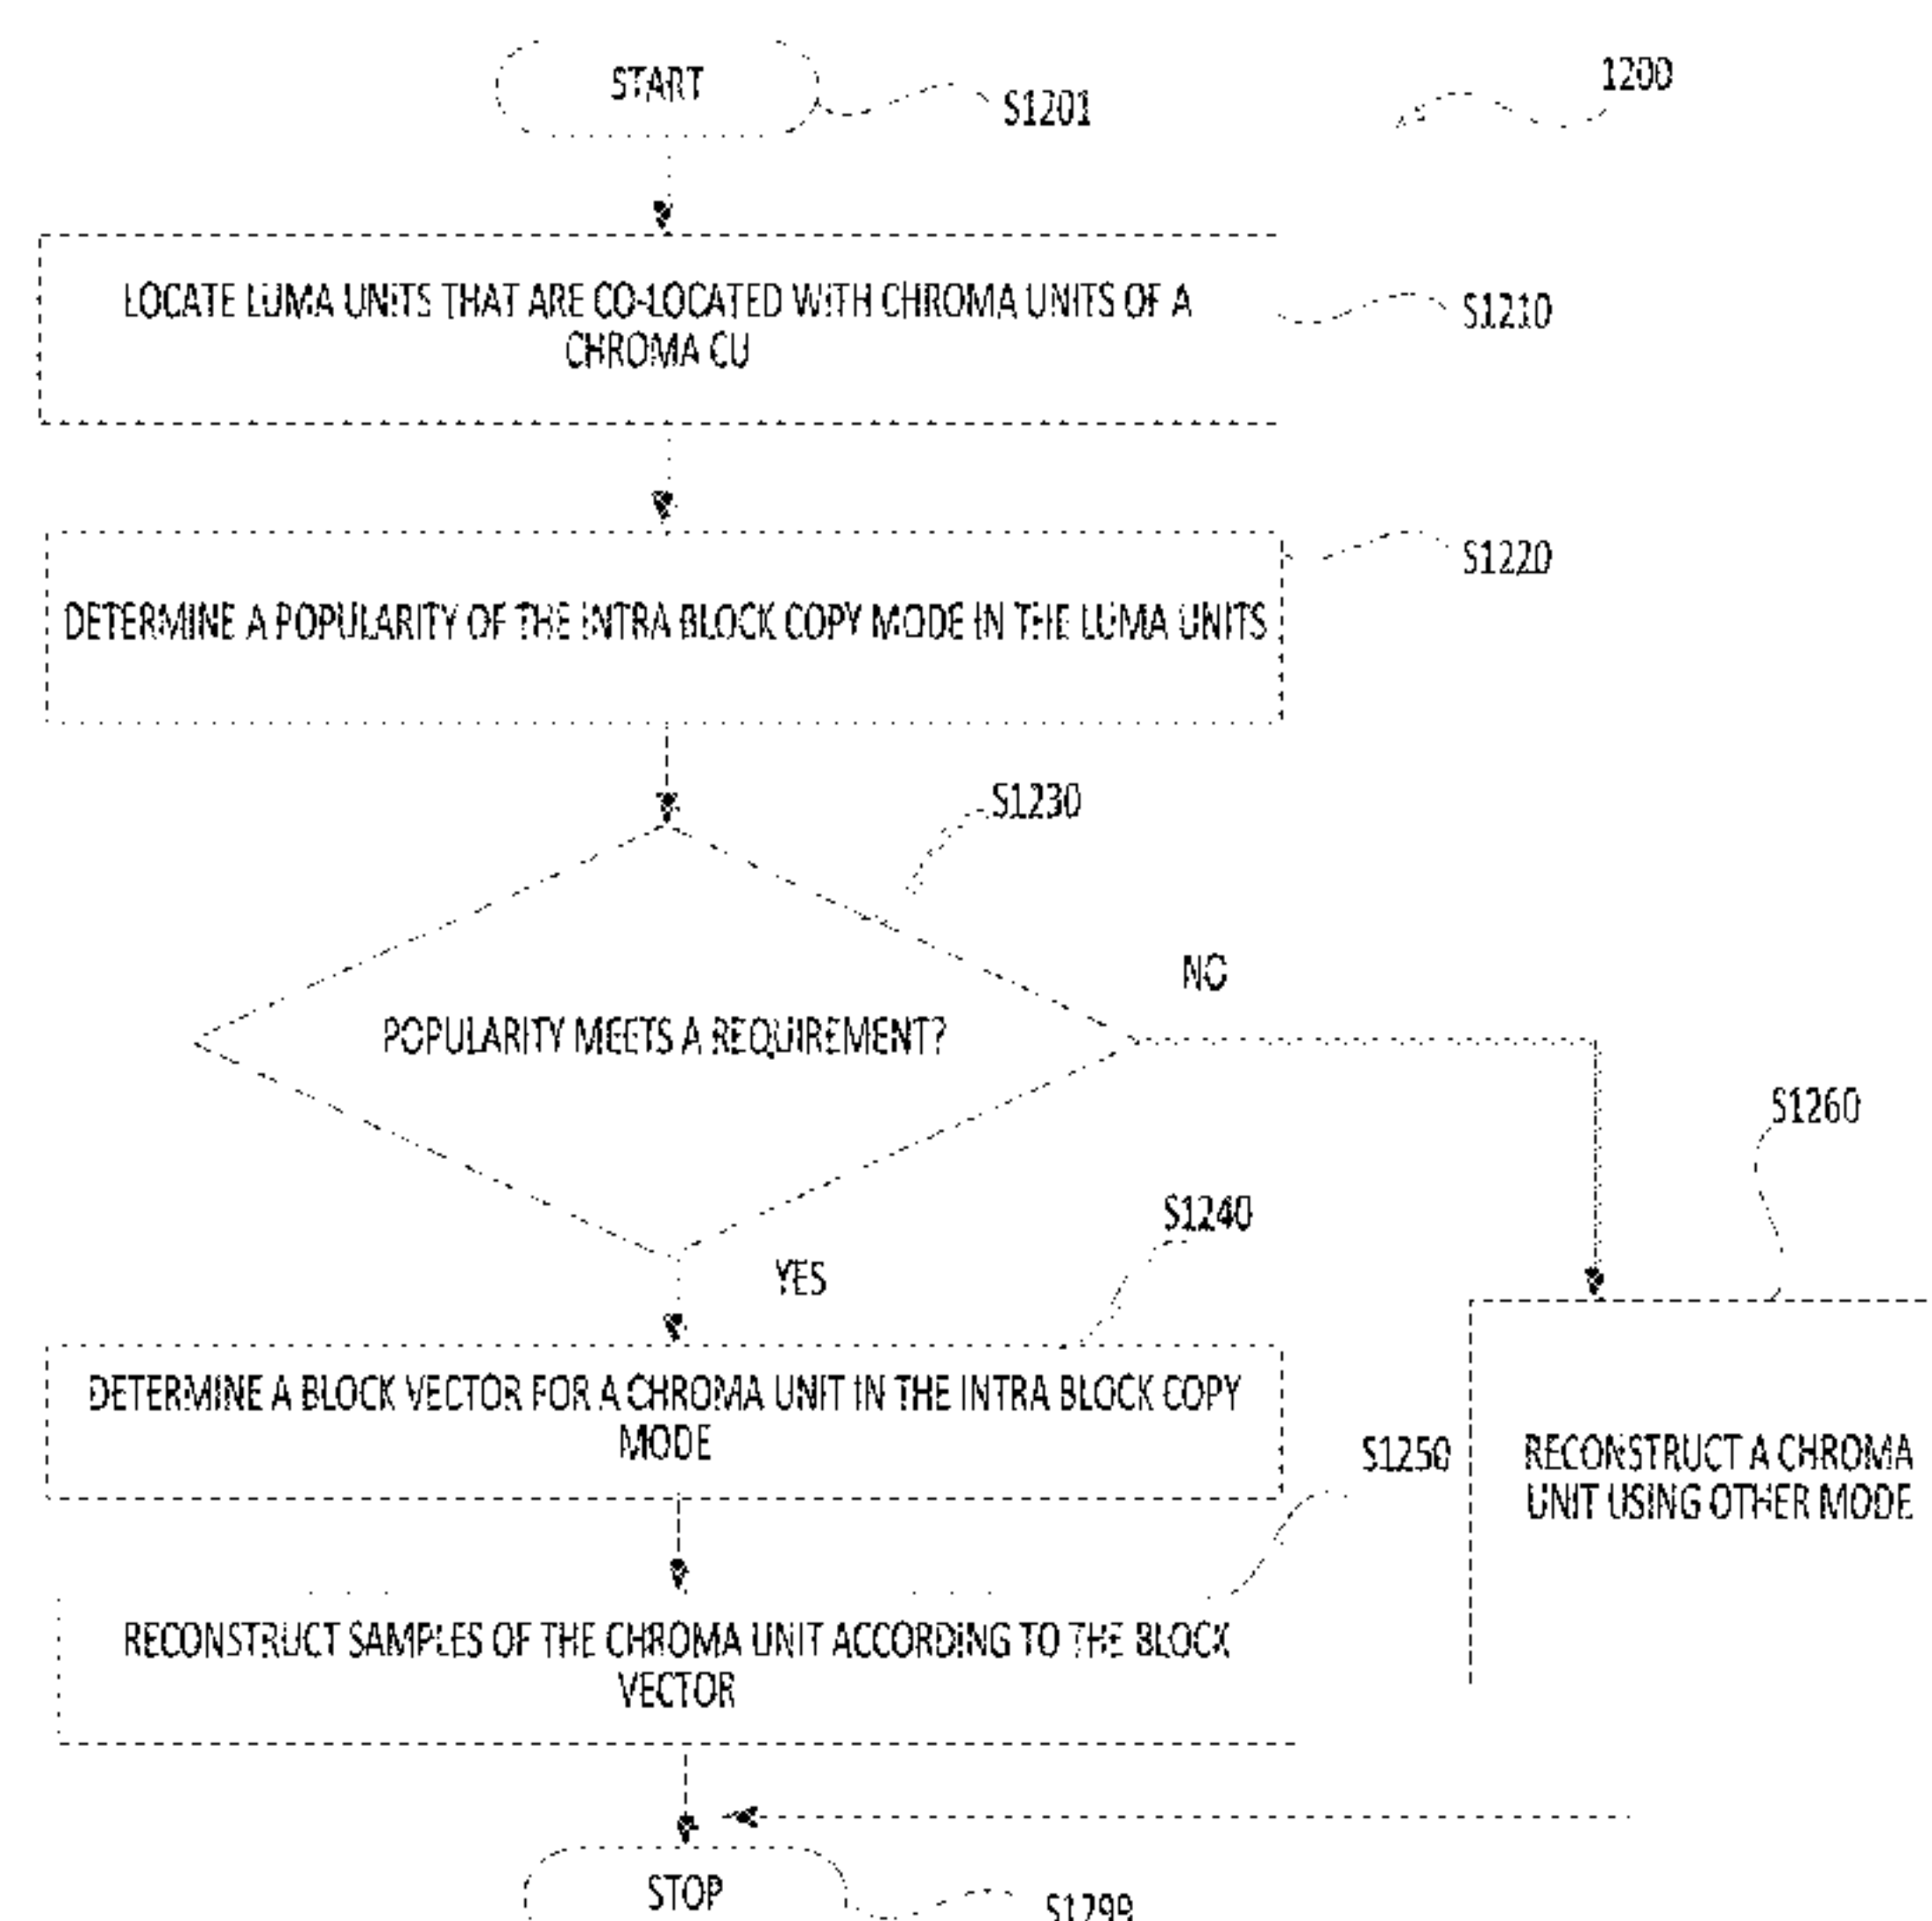 START
S1201
1200
LOCATE LUMA UNITS THAT ARE CO-LOCATED WITH CHROMA UNITS OF A
CHROMA CU
S1210
DETERMINE A POPULARITY OF THE INTRA BLOCK COPY MODE IN THE LUMA UNITS
S1220
S1230
POPULARITY MEETS A REQUIREMENT?
NO
YES
S1240
S1260
DETERMINE A BLOCK VECTOR FOR A CHROMA UNIT IN THE INTRA BLOCK COPY
MODE
S1250
RECONSTRUCT A CHROMA
UNIT USING OTHER MODE
RECONSTRUCT SAMPLES OF THE CHROMA UNIT ACCORDING TO THE BLOCK
VECTOR
STOP
S1299